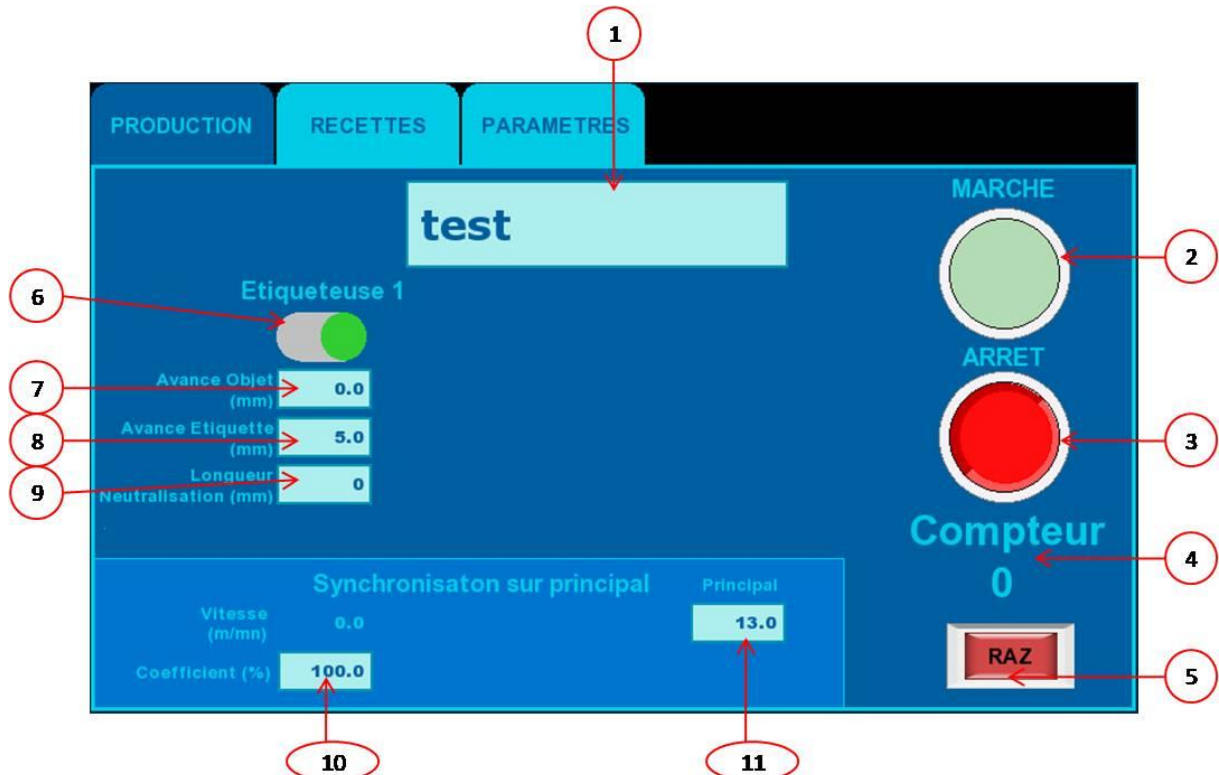 1
PRODUCTION RECETTES PARAMETRES
MARCHE
test
2
6
Etiqueteuse 1
ARRET
7
Avance Objet
(mm)
0.0
8
Avance Etiquette
(mm)
5.0
3
9
Longueur
Neutralisation (mm)
0
Compteur
4
0
Synchronisaton sur principal
Principal
Vitesse
(m/mn)
0.0
13.0
RAZ
5
Coefficient (%)
100.0
10
11